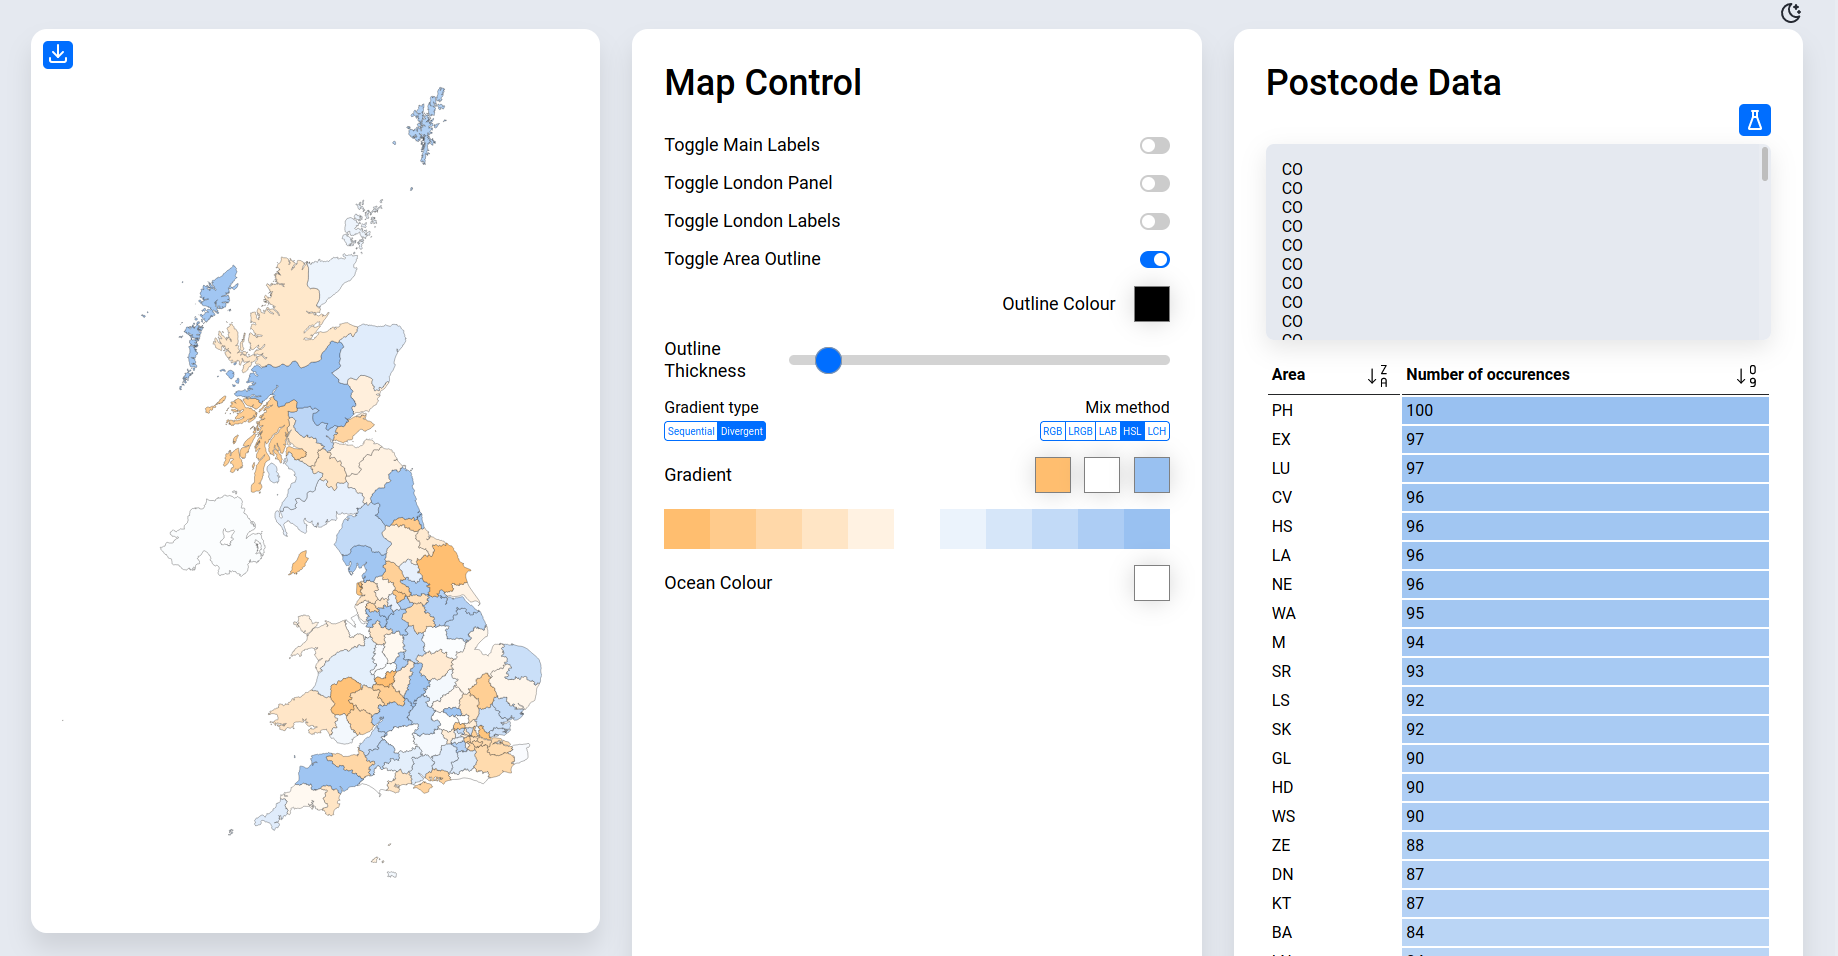 Map Control
Toggle Main Labels
Toggle London Panel
Toggle London Labels
Toggle Area Outline
Outline Colour
Outline
Thickness
Gradient type
Mix method
Sequential Divergent
RGB LRGB LAB HSL LCH
Gradient
Ocean Colour
Postcode Data
CO
CO
CO
CO
CO
CO
CO
CO
CO
CO
Area Z A Number of occurences 0 9
PH 100
EX 97
LU 97
CV 96
HS 96
LA 96
NE 96
WA 95
M 94
SR 93
LS 92
SK 92
GL 90
HD 90
WS 90
ZE 88
DN 87
KT 87
BA 84